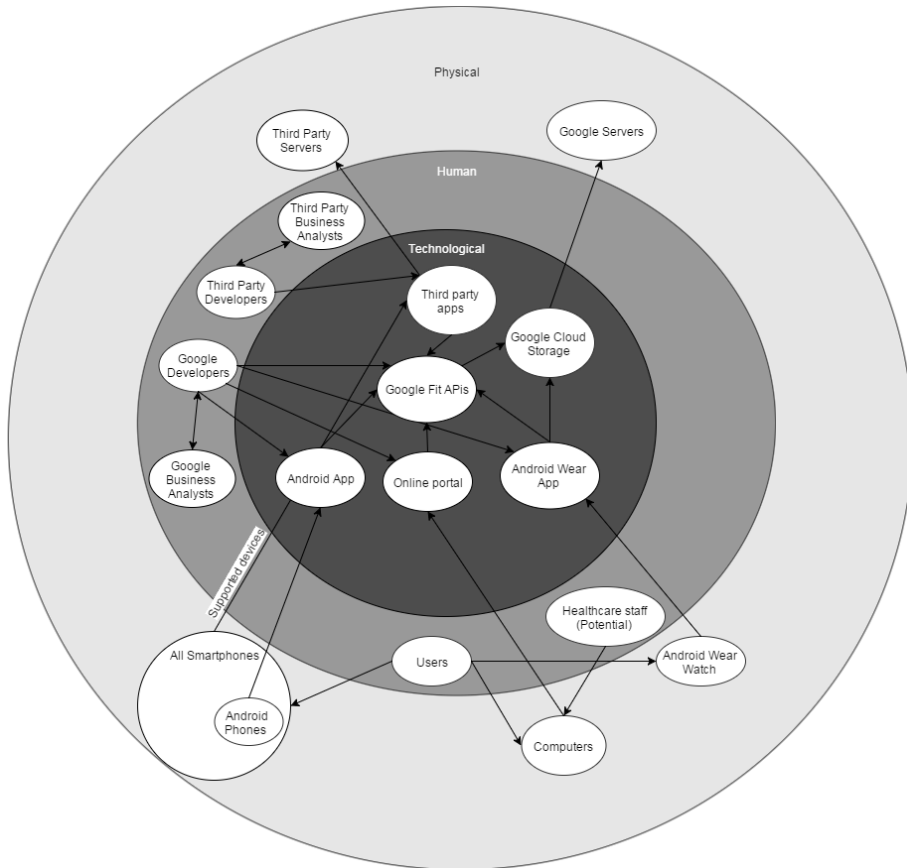 Physical
Third Party
Servers
Google Servers
Human
Third Party
Business
Analysts
Technological
Third Party
Developers
Third party
apps
Google Cloud
Storage
Google
Developers
Google Fit APis
Google
Business
Analysts
Android App
Online portal
Android Wear
App
Supported devices
Healthcare staff
(Potential)
All Smartphones
Users
Android Wear
Watch
Android
Phones
Computers